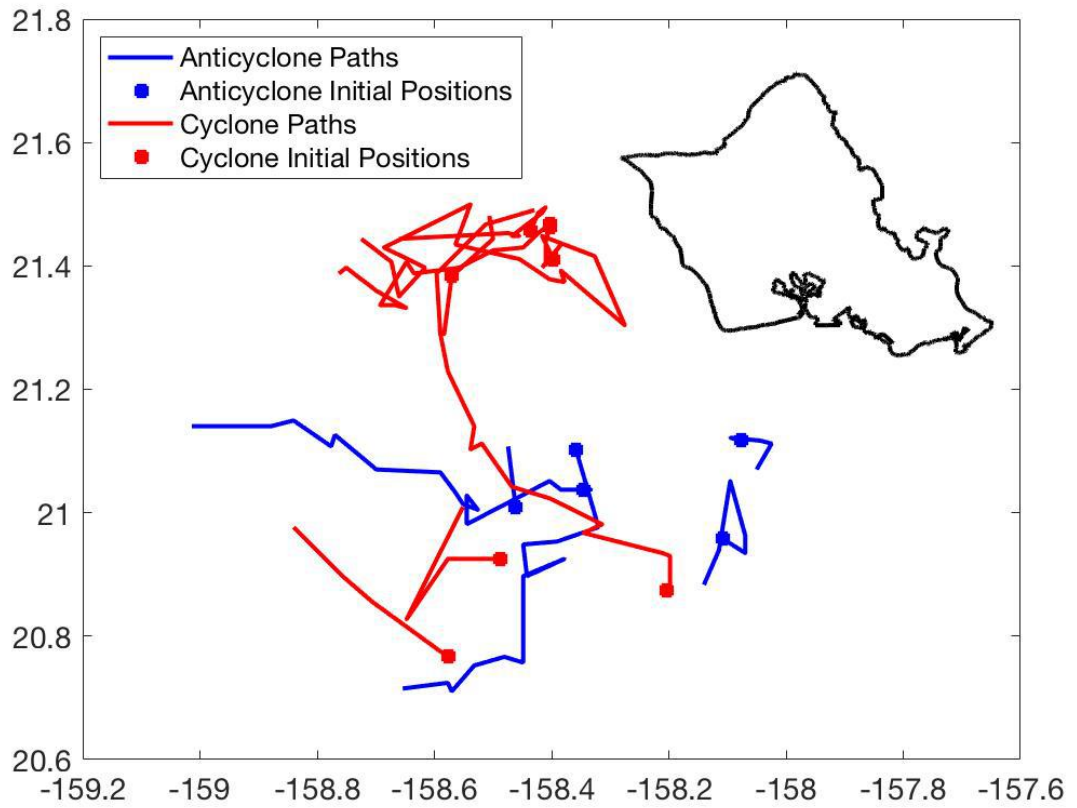 21.8
Anticyclone Paths
Anticyclone Initial Positions
Cyclone Paths
Cyclone Initial Positions
21.6
21.4
21.2
21
20.8
20.6
-159.2 -159 -158.8 -158.6 -158.4 -158.2 -158 -157.8 -157.6